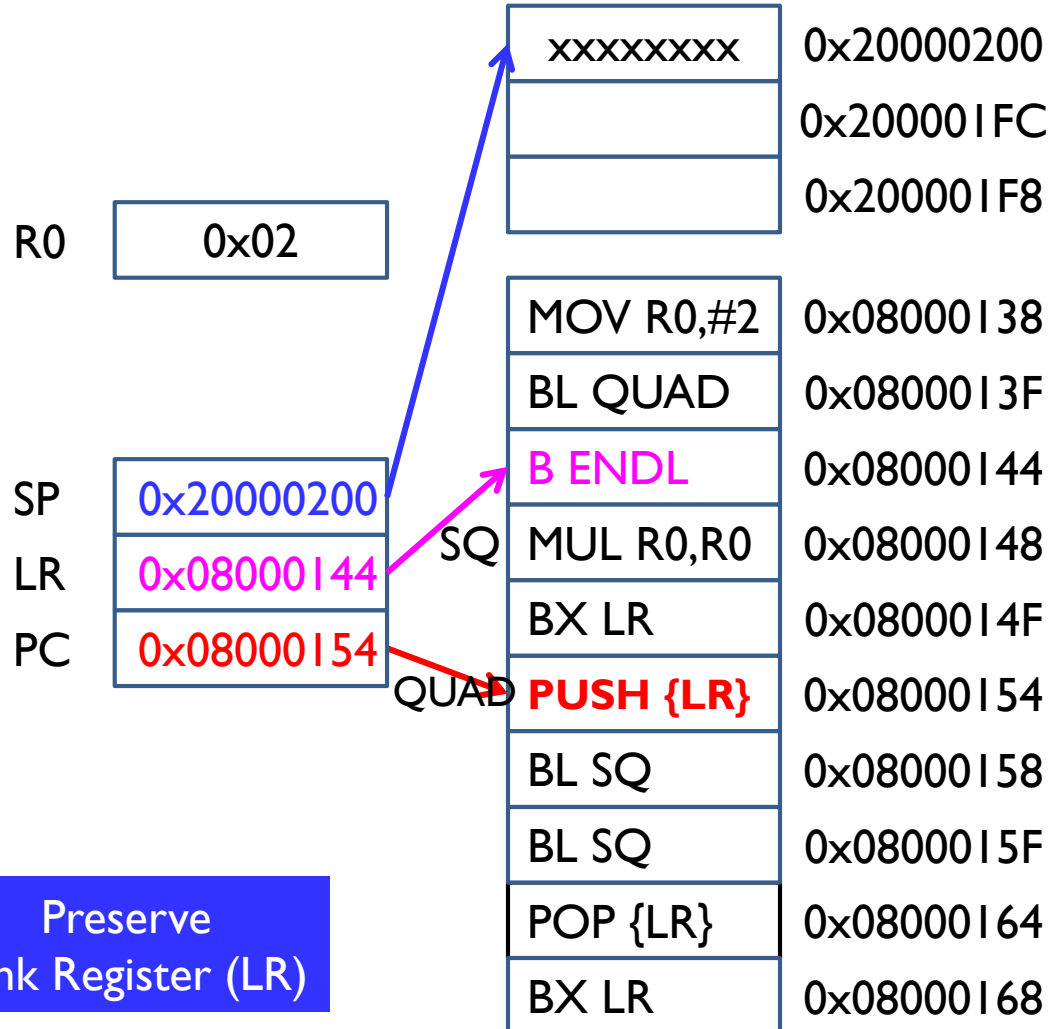 xxxxxxxx 0x20000200
0x200001FC
0x200001F8
R0 0x02
MOV R0,#2 0x08000138
BL QUAD 0x0800013F
B ENDL 0x08000144
SP 0x20000200
SQ MUL R0,R0 0x08000148
LR 0x08000144
BX LR 0x0800014F
PC 0x08000154
QUAD PUSH {LR} 0x08000154
BL SQ 0x08000158
BL SQ 0x0800015F
POP {LR} 0x08000164
BX LR 0x08000168
Preserve
nk Register (LR)